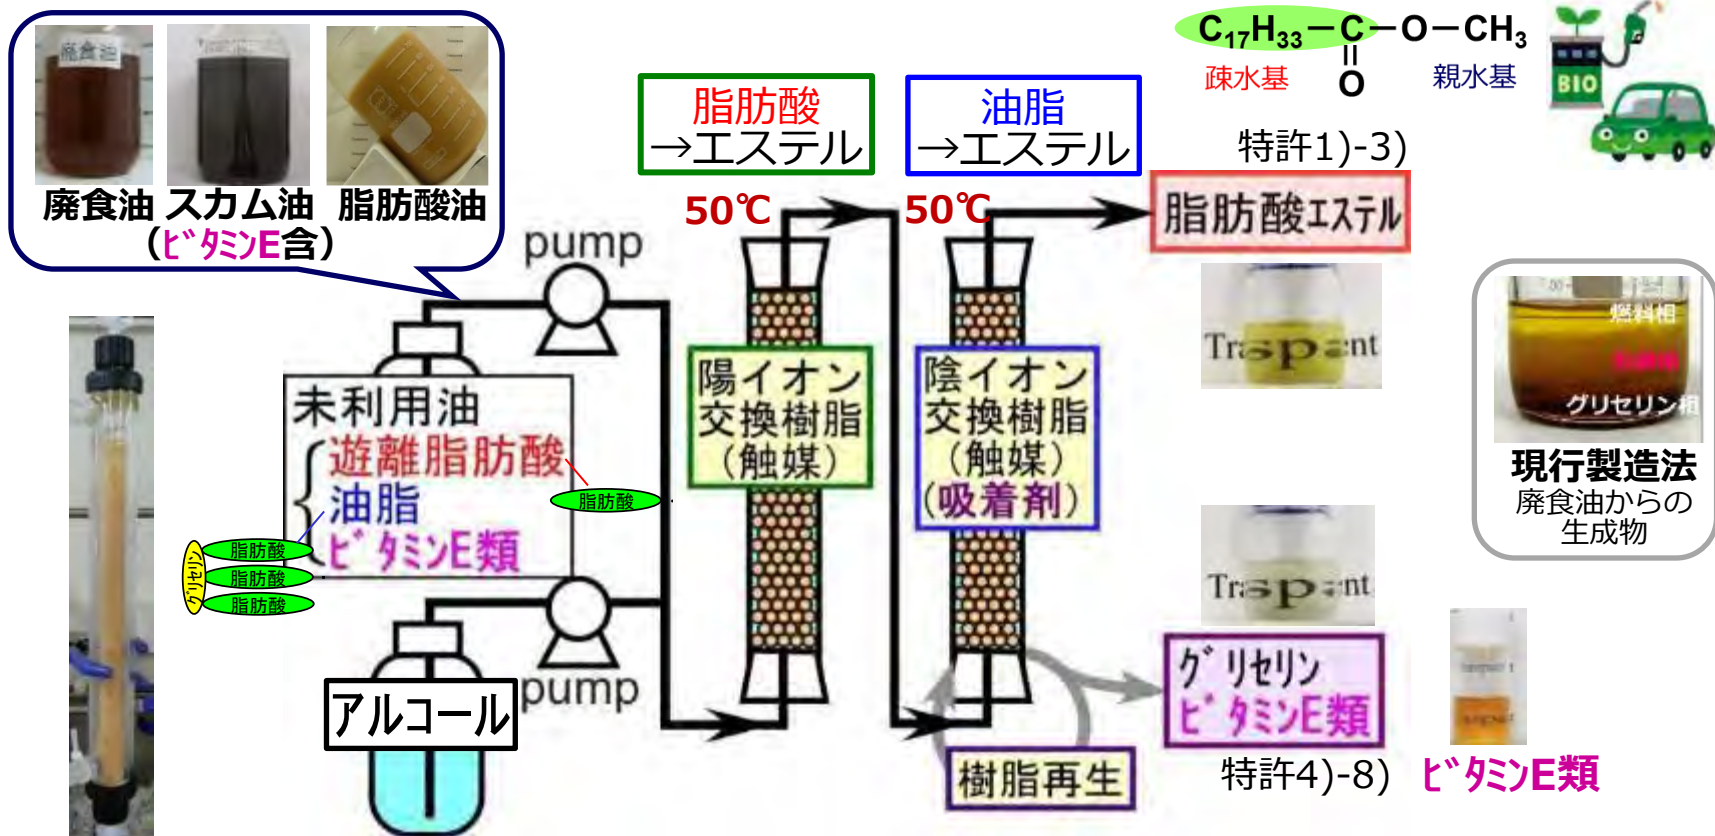 廃食油
廃食油 スカム油 脂肪酸油
(ビタミンE含)
脂肪酸
→エステル
油脂
→エステル
C17H33−C−O−CH3
O
疎水基
親水基
BIO
特許1)-3)
50℃
50℃
脂肪酸エステル
pump
未利用油
遊離脂肪酸
油脂
ビタミンE類
脂肪酸
グリセリン
脂肪酸
脂肪酸
脂肪酸
アルコール
pump
陽イオン
交換樹脂
(触媒)
陰イオン
交換樹脂
(触媒)
(吸着剤)
樹脂再生
グリセリン
ビタミンE類
特許4)-8)
ビタミンE類
燃料相
グリセリン相
現行製造法
廃食油からの
生成物